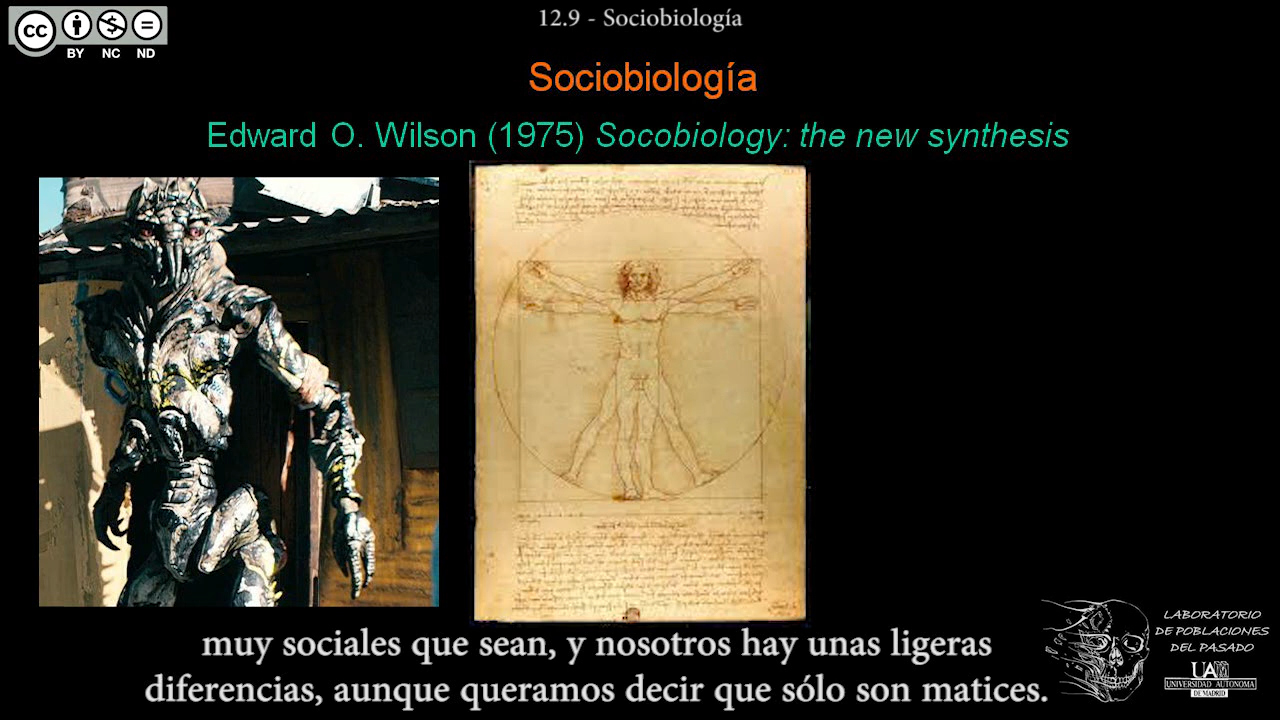 12.9 - Sociobiología
CC
BY NC ND
Sociobiología
Edward O. Wilson (1975) Socobiology: the new synthesis
muy sociales que sean, y nosotros hay unas ligeras
diferencias, aunque queramos decir que sólo son matices.
LABORATORIO
DE POBLACIONES
DEL PASADO
UAM
UNIVERSIDAD AUTONOMA
DE MADRID